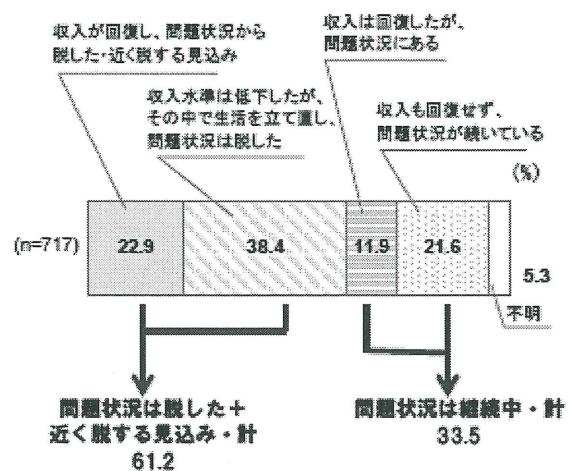 収入が回復し、問題状況から
脱した・近く脱する見込み
収入水準は低下したが、
その中で生活を立て直し、
問題状況は脱した
収入は回復したが、
問題状況にある
収入も回復せず、
問題状況が続いている
(%)
(n=717)
22.9
38.4
11.9
21.6
5.3
不明
問題状況は脱した＋
近く脱する見込み・計
61.2
問題状況は継続中・計
33.5